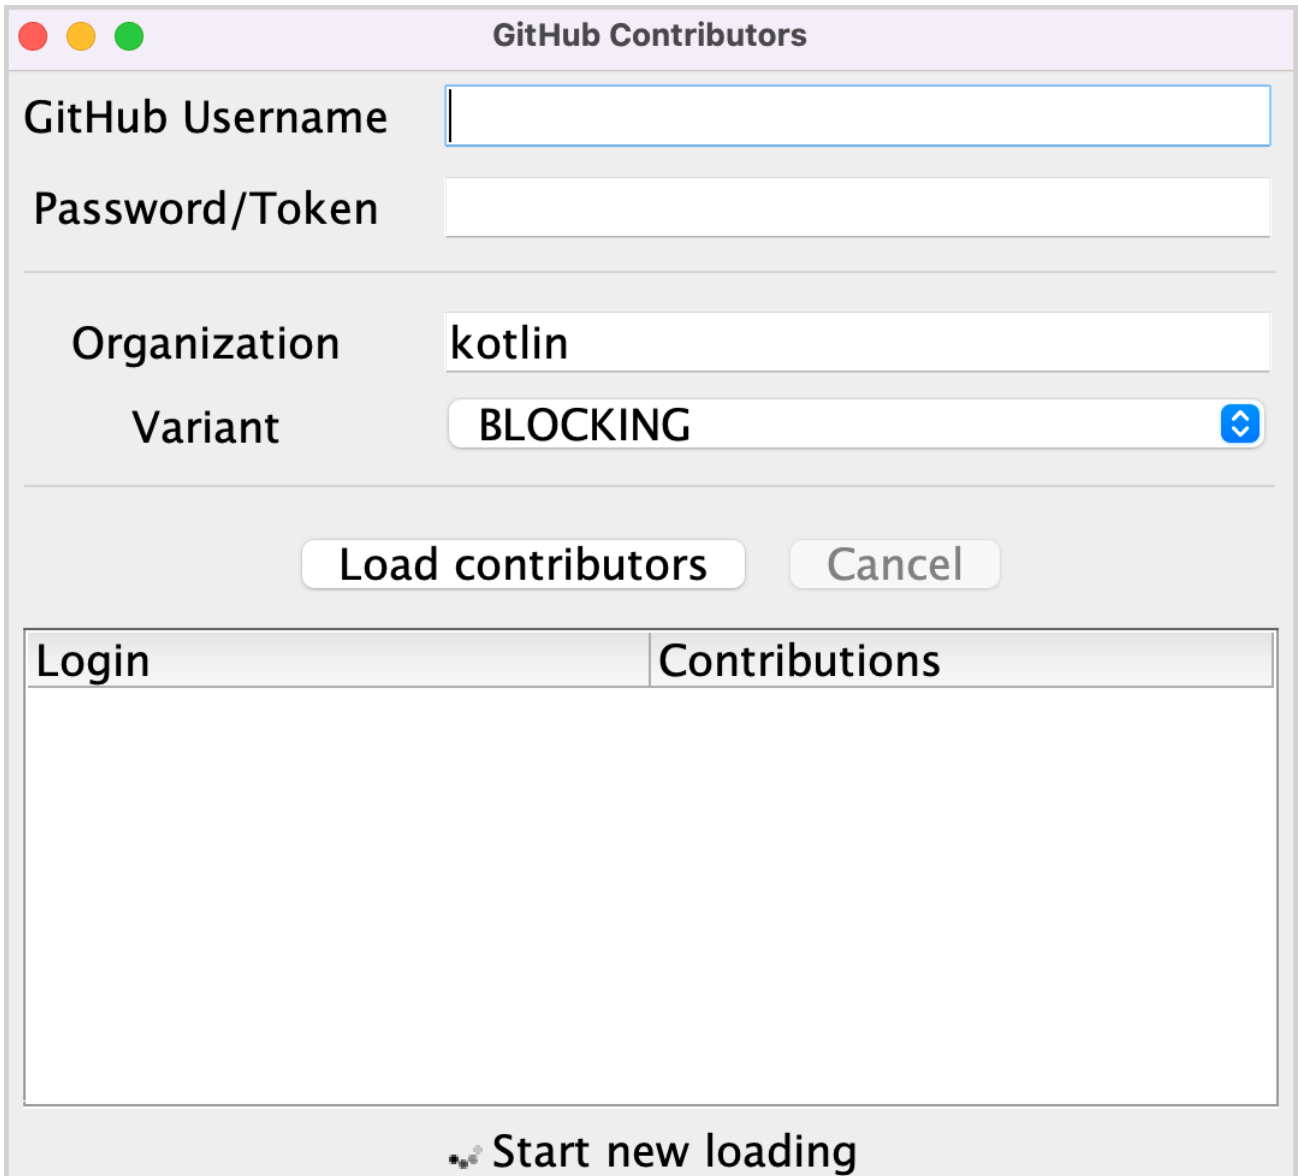 GitHub Contributors
GitHub Username
Password/Token
Organization kotlin
Variant BLOCKING
Load contributors Cancel
Login Contributions
Start new loading